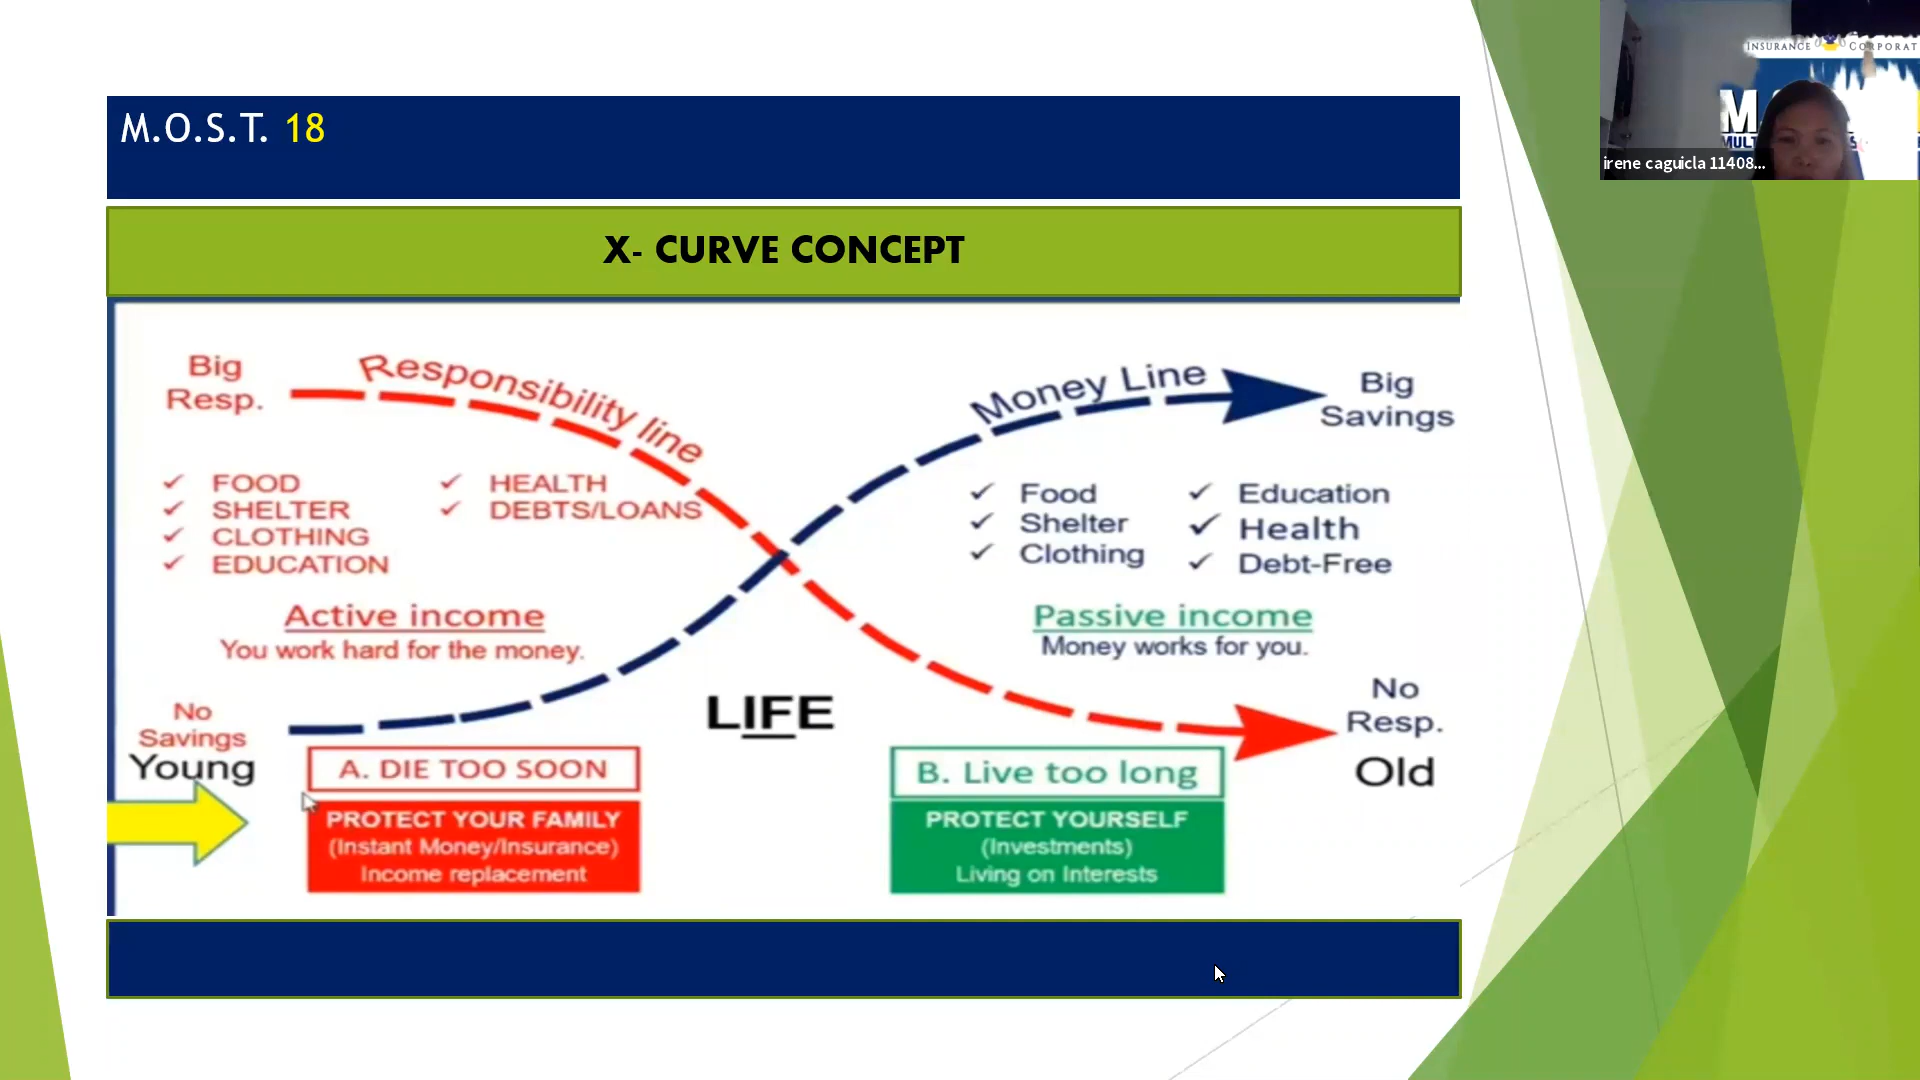 M.O.S.T. 18
INSURANCE CORPORAT
M
MULT
irene caguicla 11408...
X- CURVE CONCEPT
Big
Resp.
Responsibility line
Money Line
Big
Savings
✓ FOOD
✓ SHELTER
✓ CLOTHING
✓ EDUCATION
✓ HEALTH
✓ DEBTS/LOANS
✓ Food
✓ Shelter
✓ Clothing
✓ Education
✓ Health
✓ Debt-Free
Active income
You work hard for the money.
Passive income
Money works for you.
No
Savings
Young
LIFE
No
Resp.
Old
A. DIE TOO SOON
PROTECT YOUR FAMILY
(Instant Money/Insurance)
Income replacement
B. Live too long
PROTECT YOURSELF
(Investments)
Living on Interests